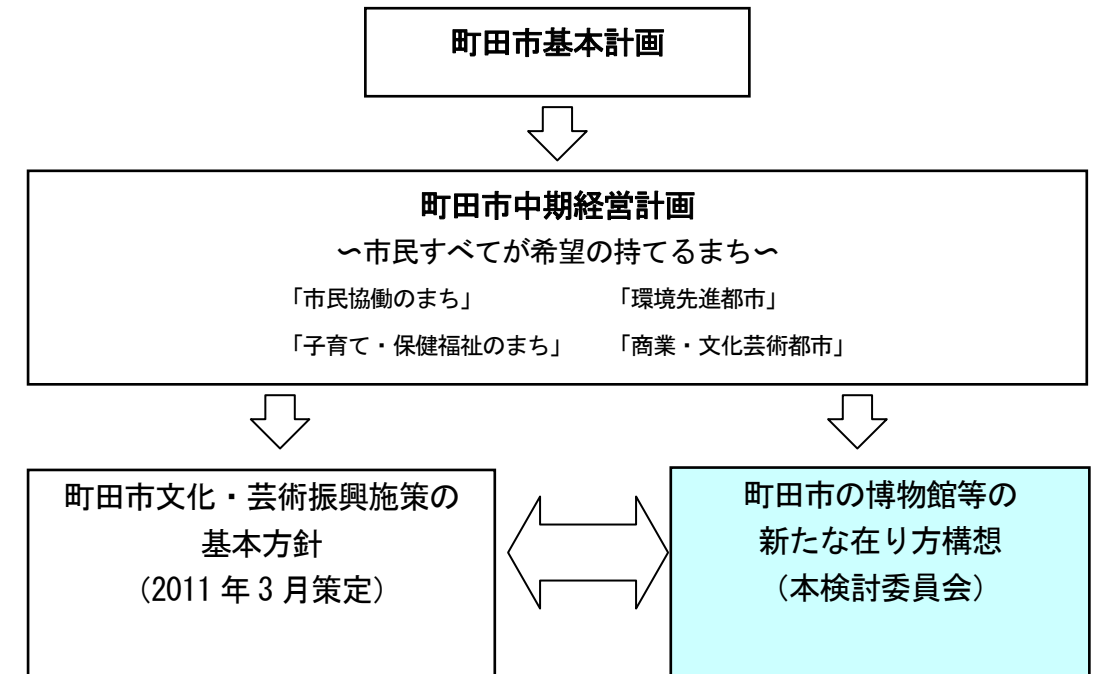 町田市基本計画
町田市中期経営計画
～市民すべてが希望の持てるまち～
「市民協働のまち」 「環境先進都市」
「子育て・保健福祉のまち」 「商業・文化芸術都市」
町田市文化・芸術振興施策の
基本方針
（2011 年 3 月策定）
町田市の博物館等の
新たな在り方構想
（本検討委員会）